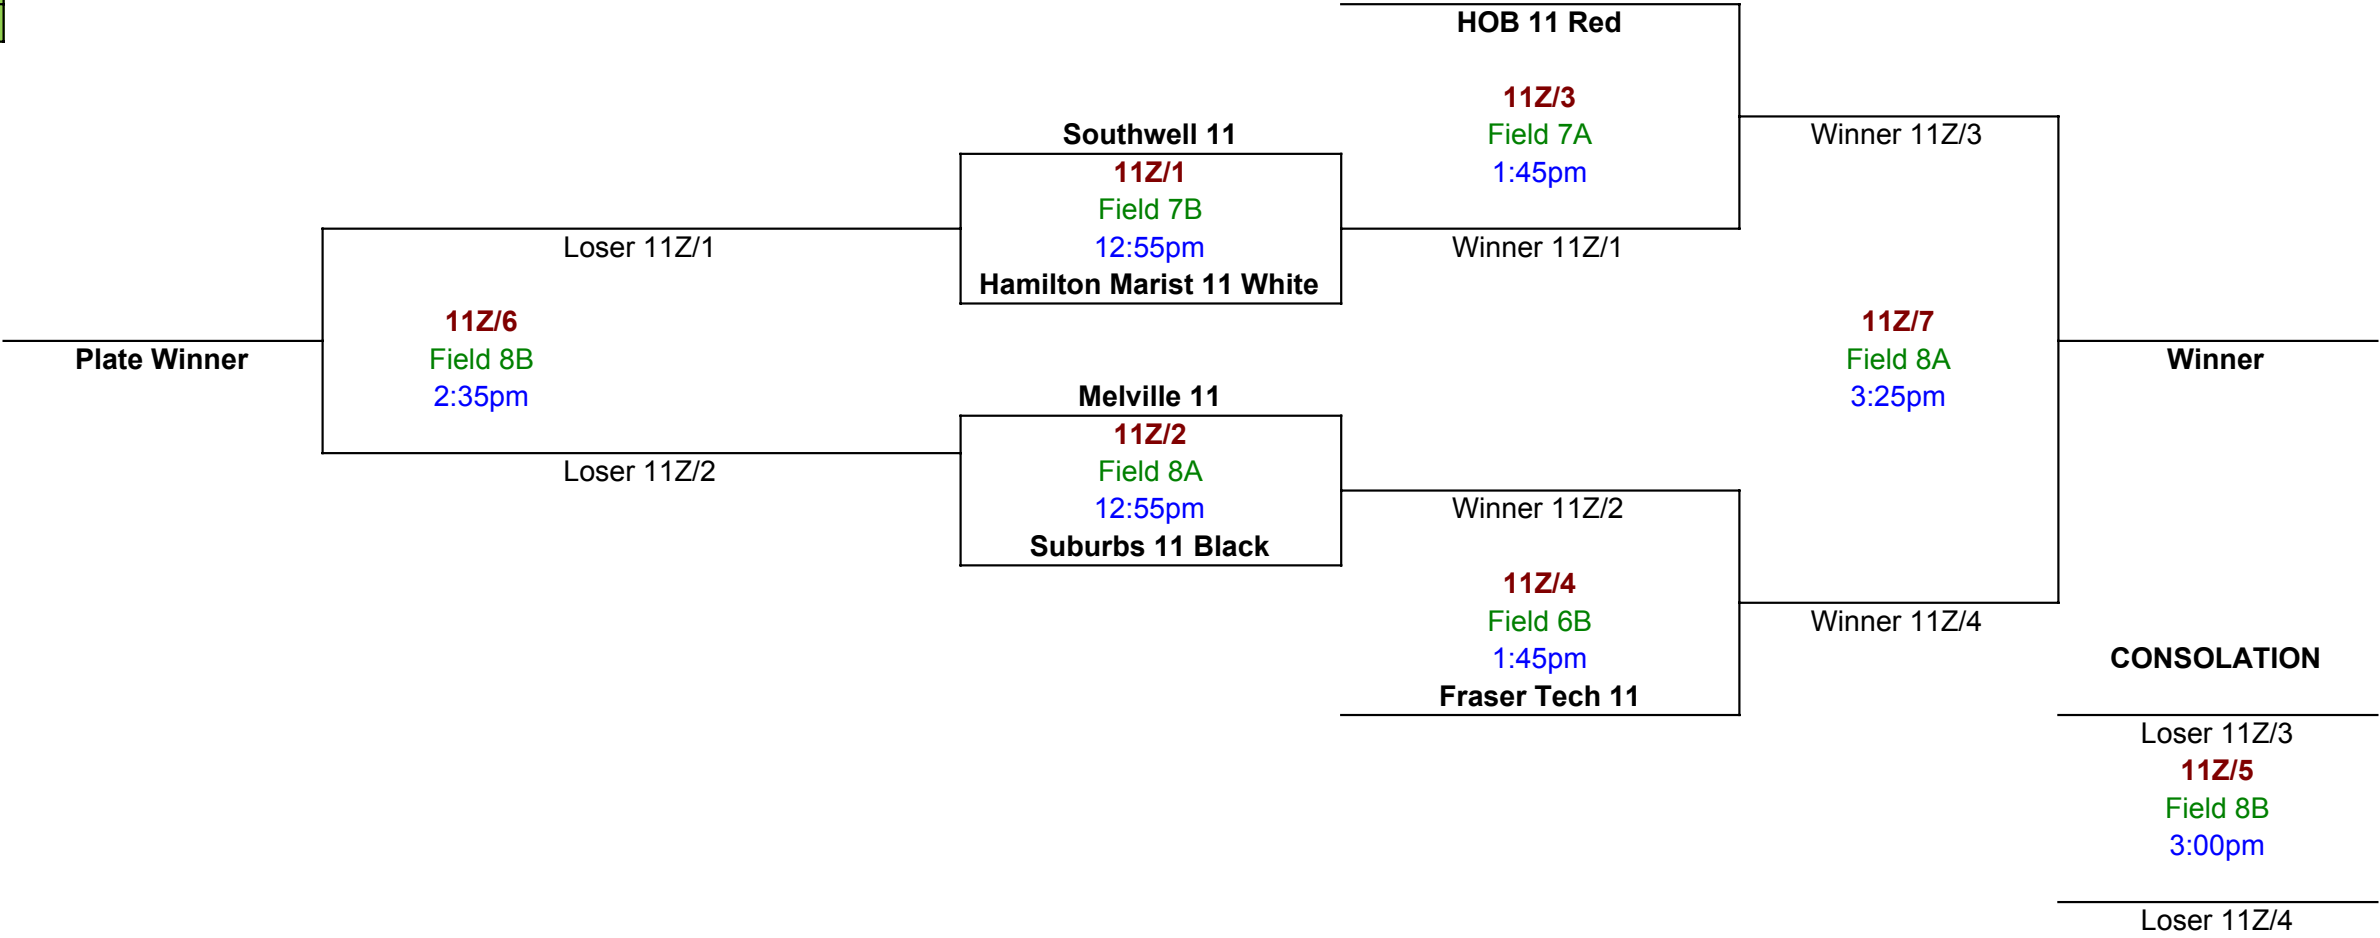 HOB 11 Red
11Z/3
Southwell 11
Field 7A
Winner 11Z/3
11Z/1
1:45pm
Field 7B
Loser 11Z/1
12:55pm
Winner 11Z/1
Hamilton Marist 11 White
11Z/6
11Z/7
Plate Winner
Field 8B
Field 8A
Winner
2:35pm
Melville 11
3:25pm
11Z/2
Loser 11Z/2
Field 8A
12:55pm
Winner 11Z/2
Suburbs 11 Black
11Z/4
Field 6B
Winner 11Z/4
1:45pm
CONSOLATION
Fraser Tech 11
Loser 11Z/3
11Z/5
Field 8B
3:00pm
Loser 11Z/4